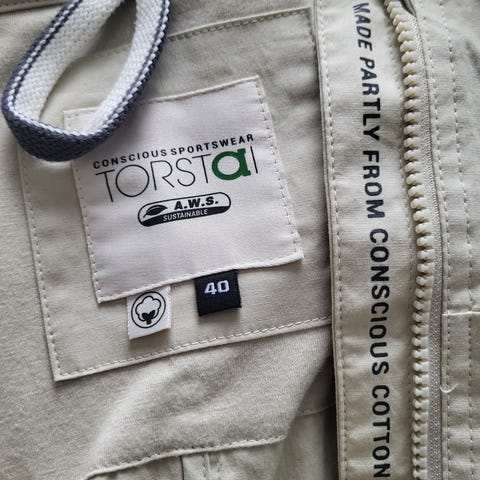 CONSCIOUS SPORTSWEAR
TORSTAI
A.W.S.
SUSTAINABLE
40
MADE PARTLY FROM CONSCIOUS COTTON